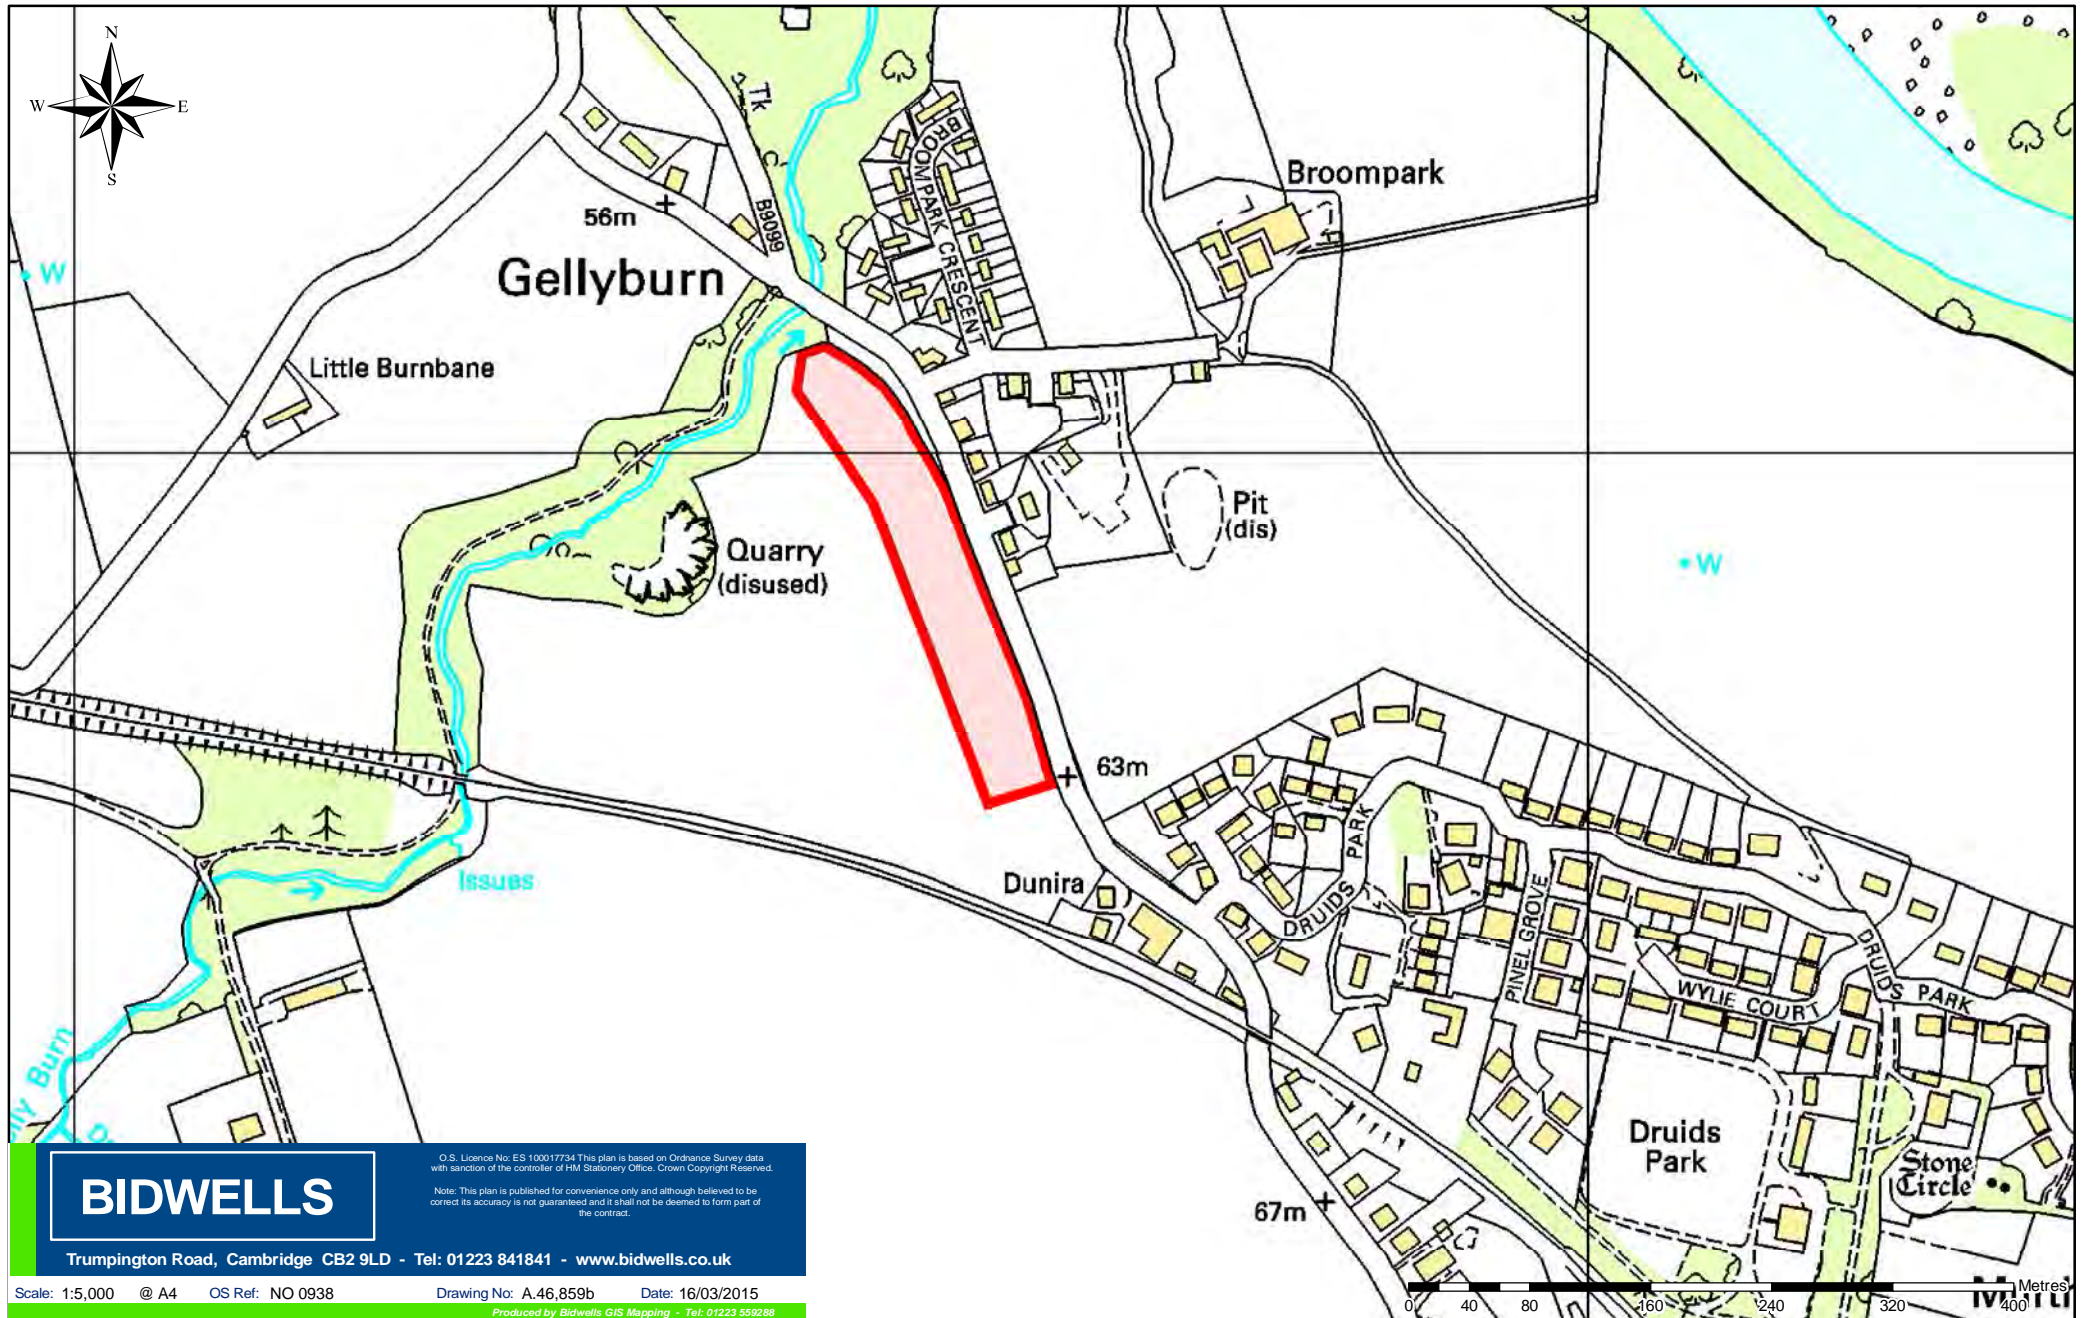 N
W
E
S
Tk
BROOMPARK CRESCENT
B9099
56m
Broompark
Gellyburn
W
Little Burnbane
Quarry
(disused)
Pit
(dis)
W
63m
Dunira
Issues
DRUIDS
PARK
PINEL GROVE
WYLIE COURT
DRUIDS PARK
Burn
Druids
Park
Stone
Circle
67m
BIDWELLS
O.S. Licence No: ES 100017734 This plan is based on Ordnance Survey data
with sanction of the controller of HM Stationery Office. Crown Copyright Reserved.
Note: This plan is published for convenience only and although believed to be
correct its accuracy is not guaranteed and it shall not be deemed to form part of
the contract.
Trumpington Road, Cambridge CB2 9LD - Tel: 01223 841841 - www.bidwells.co.uk
Scale: 1:5,000 @ A4 OS Ref: NO 0938 Drawing No: A.46,859b Date: 16/03/2015
Produced by Bidwells GIS Mapping - Tel: 01223 559288
Metres
0 40 80 160 240 320 400